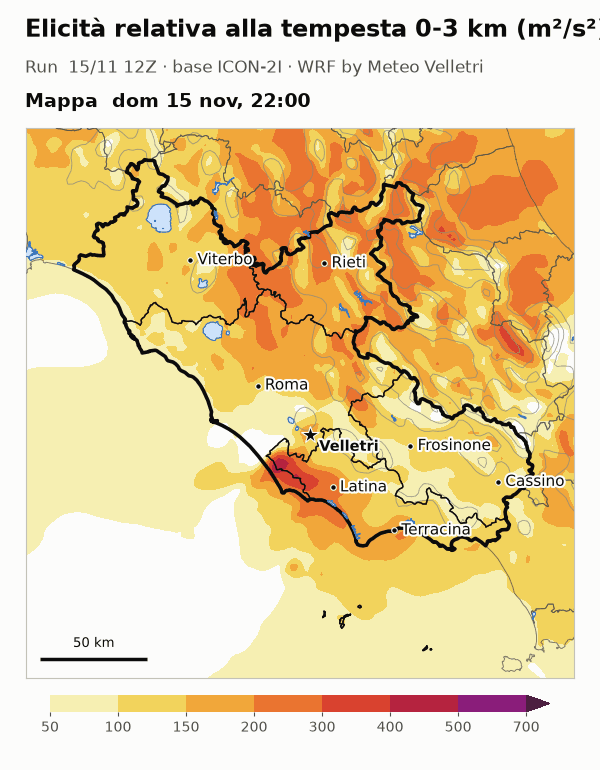 Elicità relativa alla tempesta 0-3 km (m²/s²)
Run 15/11 12Z · base ICON-2I · WRF by Meteo Velletri
Mappa dom 15 nov, 22:00
Viterbo
Rieti
Roma
Velletri
Frosinone
Cassino
Latina
Terracina
50 km
50 100 150 200 300 400 500 700